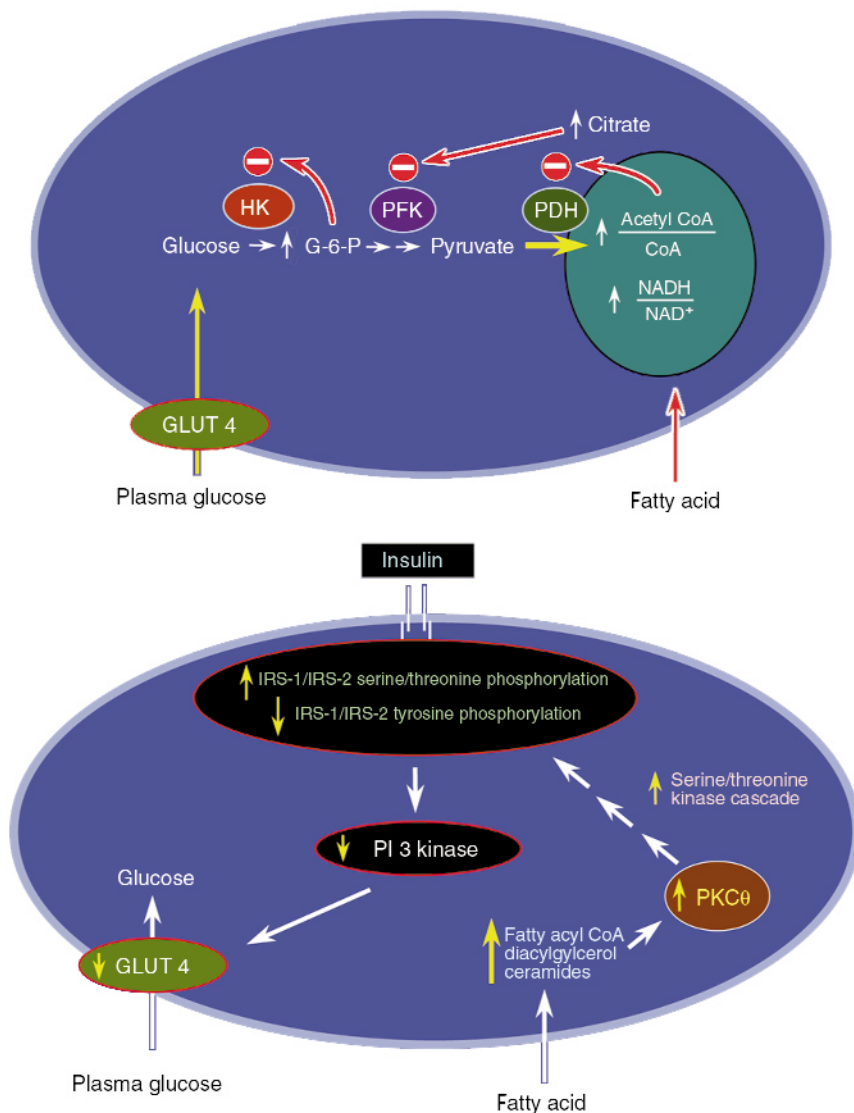 ↑ Citrate
HK
PFK
PDH
Glucose → ↑ G-6-P → → Pyruvate
↑ Acetyl CoA
CoA
↑ NADH
NAD⁺
GLUT 4
Plasma glucose
Fatty acid
Insulin
↑ IRS-1/IRS-2 serine/threonine phosphorylation
↓ IRS-1/IRS-2 tyrosine phosphorylation
↑ Serine/threonine
kinase cascade
↓ PI 3 kinase
Glucose
↑ PKCθ
↑ Fatty acyl CoA
diacylgylcerol
ceramides
↓ GLUT 4
Plasma glucose
Fatty acid